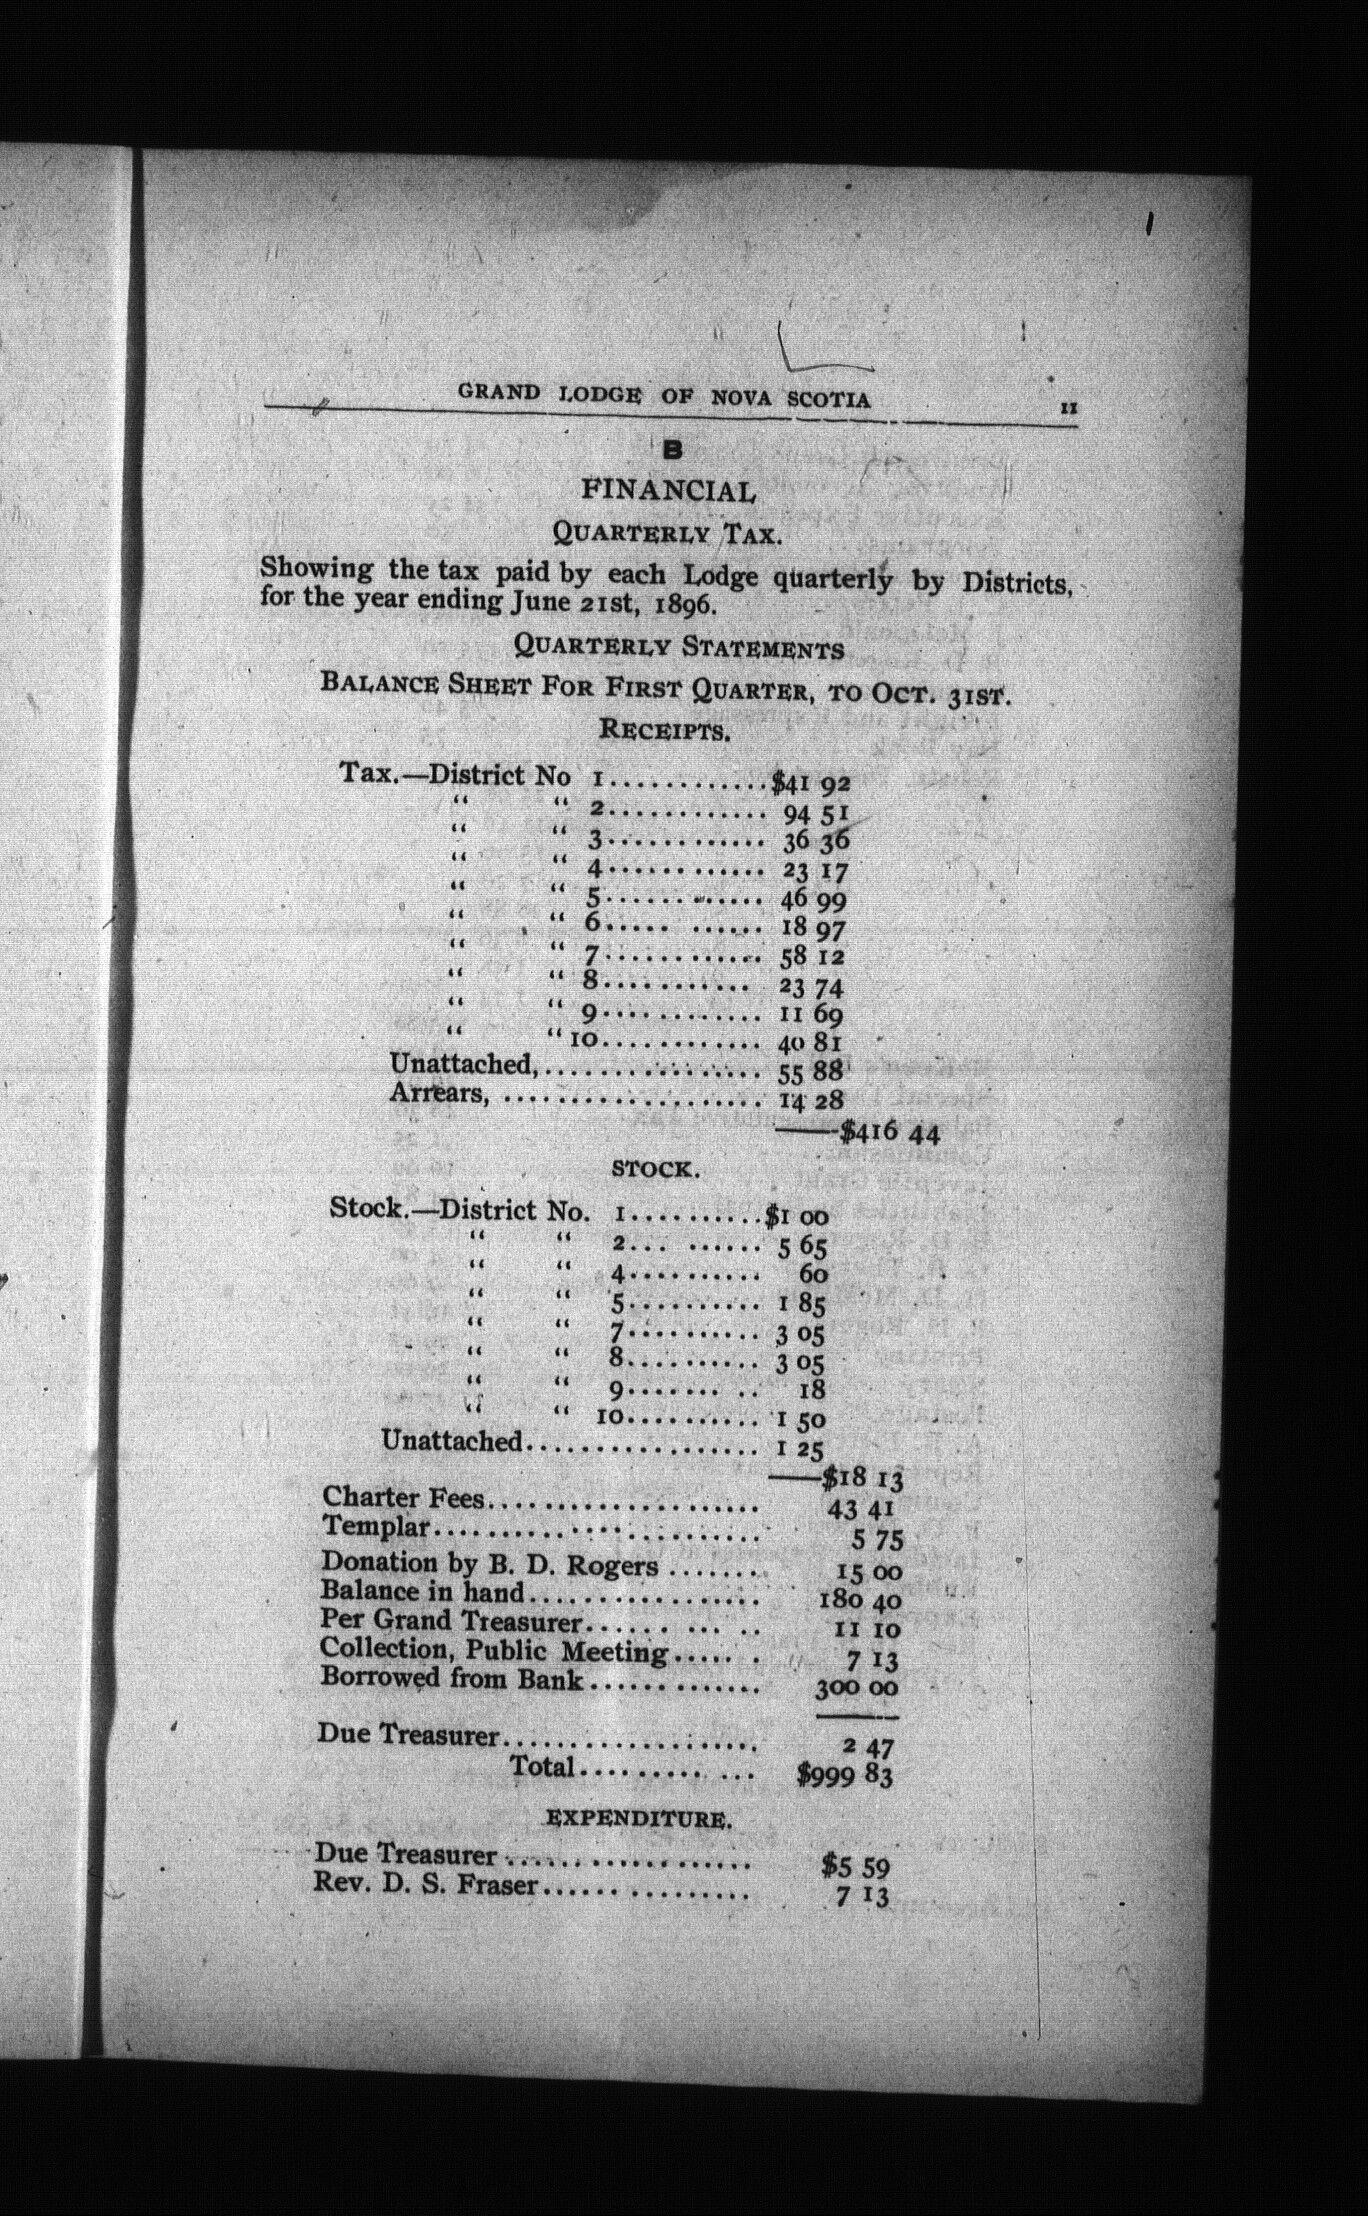 GRAND LODGE OF NOVA SCOTIA 11
B
FINANCIAL
QUARTERLY TAX.
Showing the tax paid by each Lodge quarterly by Districts,
for the year ending June 21st, 1896.
QUARTERLY STATEMENTS
BALANCE SHEET FOR FIRST QUARTER, TO OCT. 31ST.
RECEIPTS.
Tax.—District No 1............$41 92
“ “ 2............ 94 51
“ “ 3............ 36 36
“ “ 4............ 23 17
“ “ 5............ 46 99
“ “ 6..... ...... 18 97
“ “ 7............ 58 12
“ “ 8........... 23 74
“ “ 9............ 11 69
“ “ 10............ 40 81
Unattached,................ 55 88
Arrears, ................... 14 28
——$416 44
STOCK.
Stock.—District No. 1..........$1 00
“ “ 2... ...... 5 65
“ “ 4.......... 60
“ “ 5.......... 1 85
“ “ 7.......... 3 05
“ “ 8.......... 3 05
“ “ 9....... .. 18
“ “ 10.......... 1 50
Unattached................. 1 25
——$18 13
Charter Fees.................... 43 41
Templar........................ 5 75
Donation by B. D. Rogers ....... 15 00
Balance in hand................. 180 40
Per Grand Treasurer...... ... .. 11 10
Collection, Public Meeting..... . 7 13
Borrowed from Bank............. 300 00
Due Treasurer................... 2 47
Total......... ... $999 83
EXPENDITURE.
Due Treasurer .................. $5 59
Rev. D. S. Fraser...... ......... 7 13